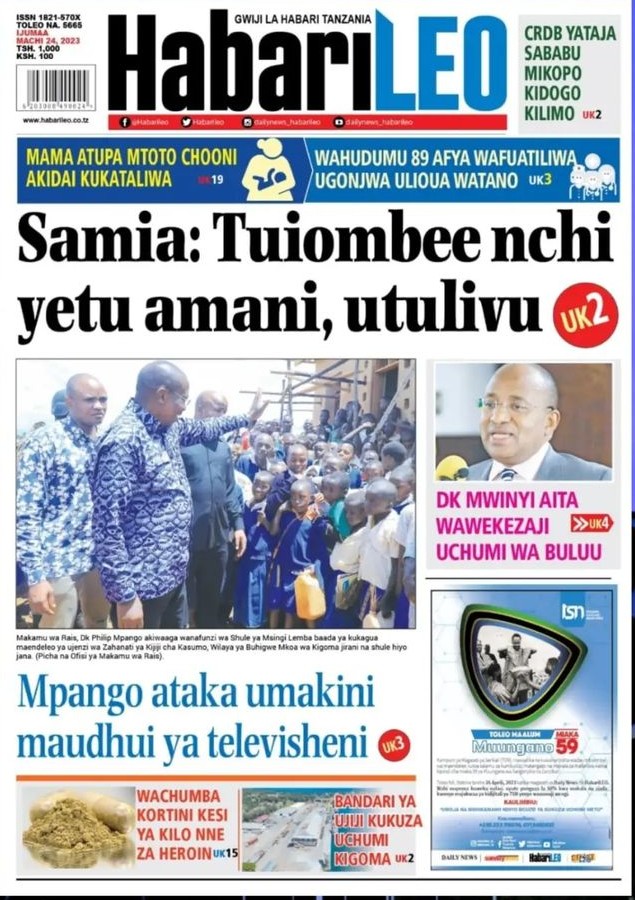 ISSN 1821-570X
TOLEO NA. 5665
IJUMAA
MACHI 24, 2023
TSH. 1,000
KSH. 100
www.habarileo.co.tz
GWIJI LA HABARI TANZANIA
HabariLEO
@Habarileo
Habarileo
dailynews_habarileo
dailynews_habarileo
CRDB YATAJA
SABABU
MIKOPO
KIDOGO
KILIMO UK2
MAMA ATUPA MTOTO CHOONI
AKIDAI KUKATALIWA UK19
WAHUDUMU 89 AFYA WAFUATILIWA
UGONJWA ULIOUA WATANO UK3
Samia: Tuiombee nchi
yetu amani, utulivu UK2
DK MWINYI AITA
WAWEKEZAJI UK4
UCHUMI WA BULUU
Makamu wa Rais, Dk Philip Mpango akiwaaga wanafunzi wa Shule ya Msingi Lemba baada ya kukagua
maendeleo ya ujenzi wa Zahanati ya Kijiji cha Kasumo, Wilaya ya Buhigwe Mkoa wa Kigoma jirani na shule hiyo
jana. (Picha na Ofisi ya Makamu wa Rais).
Mpango ataka umakini
maudhui ya televisheni UK3
WACHUMBA
KORTINI KESI
YA KILO NNE
ZA HEROIN UK15
BANDARI YA
UJIJI KUKUZA
UCHUMI
KIGOMA UK2
TSN
TOLEO MAALUM
Muungano
MIAKA
59
DAILY NEWS
HabariLEO